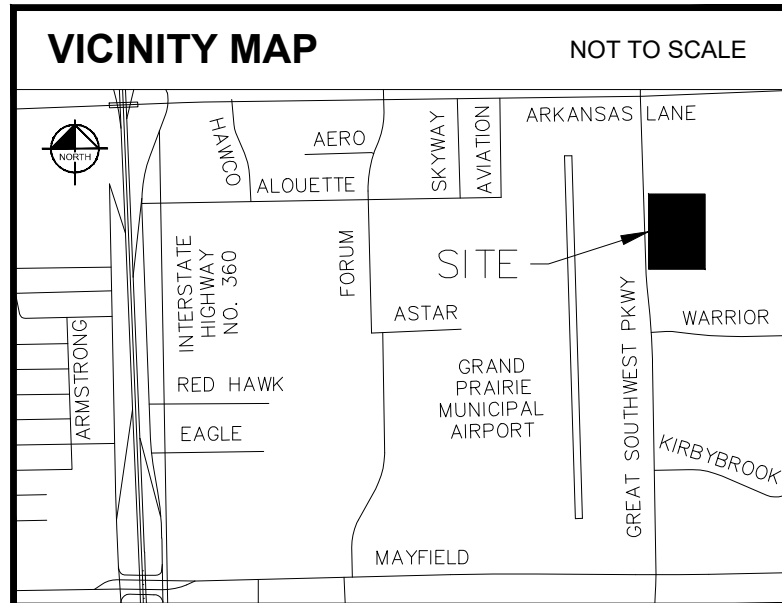 VICINITY MAP
NOT TO SCALE
NORTH
HAWCO
AERO
ALOUETTE
SKYWAY
AVIATION
ARKANSAS LANE
INTERSTATE
HIGHWAY
NO. 360
FORUM
SITE
ASTAR
WARRIOR
ARMSTRONG
RED HAWK
EAGLE
GRAND
PRAIRIE
MUNICIPAL
AIRPORT
GREAT SOUTHWEST PKWY
KIRBYBROOK
MAYFIELD